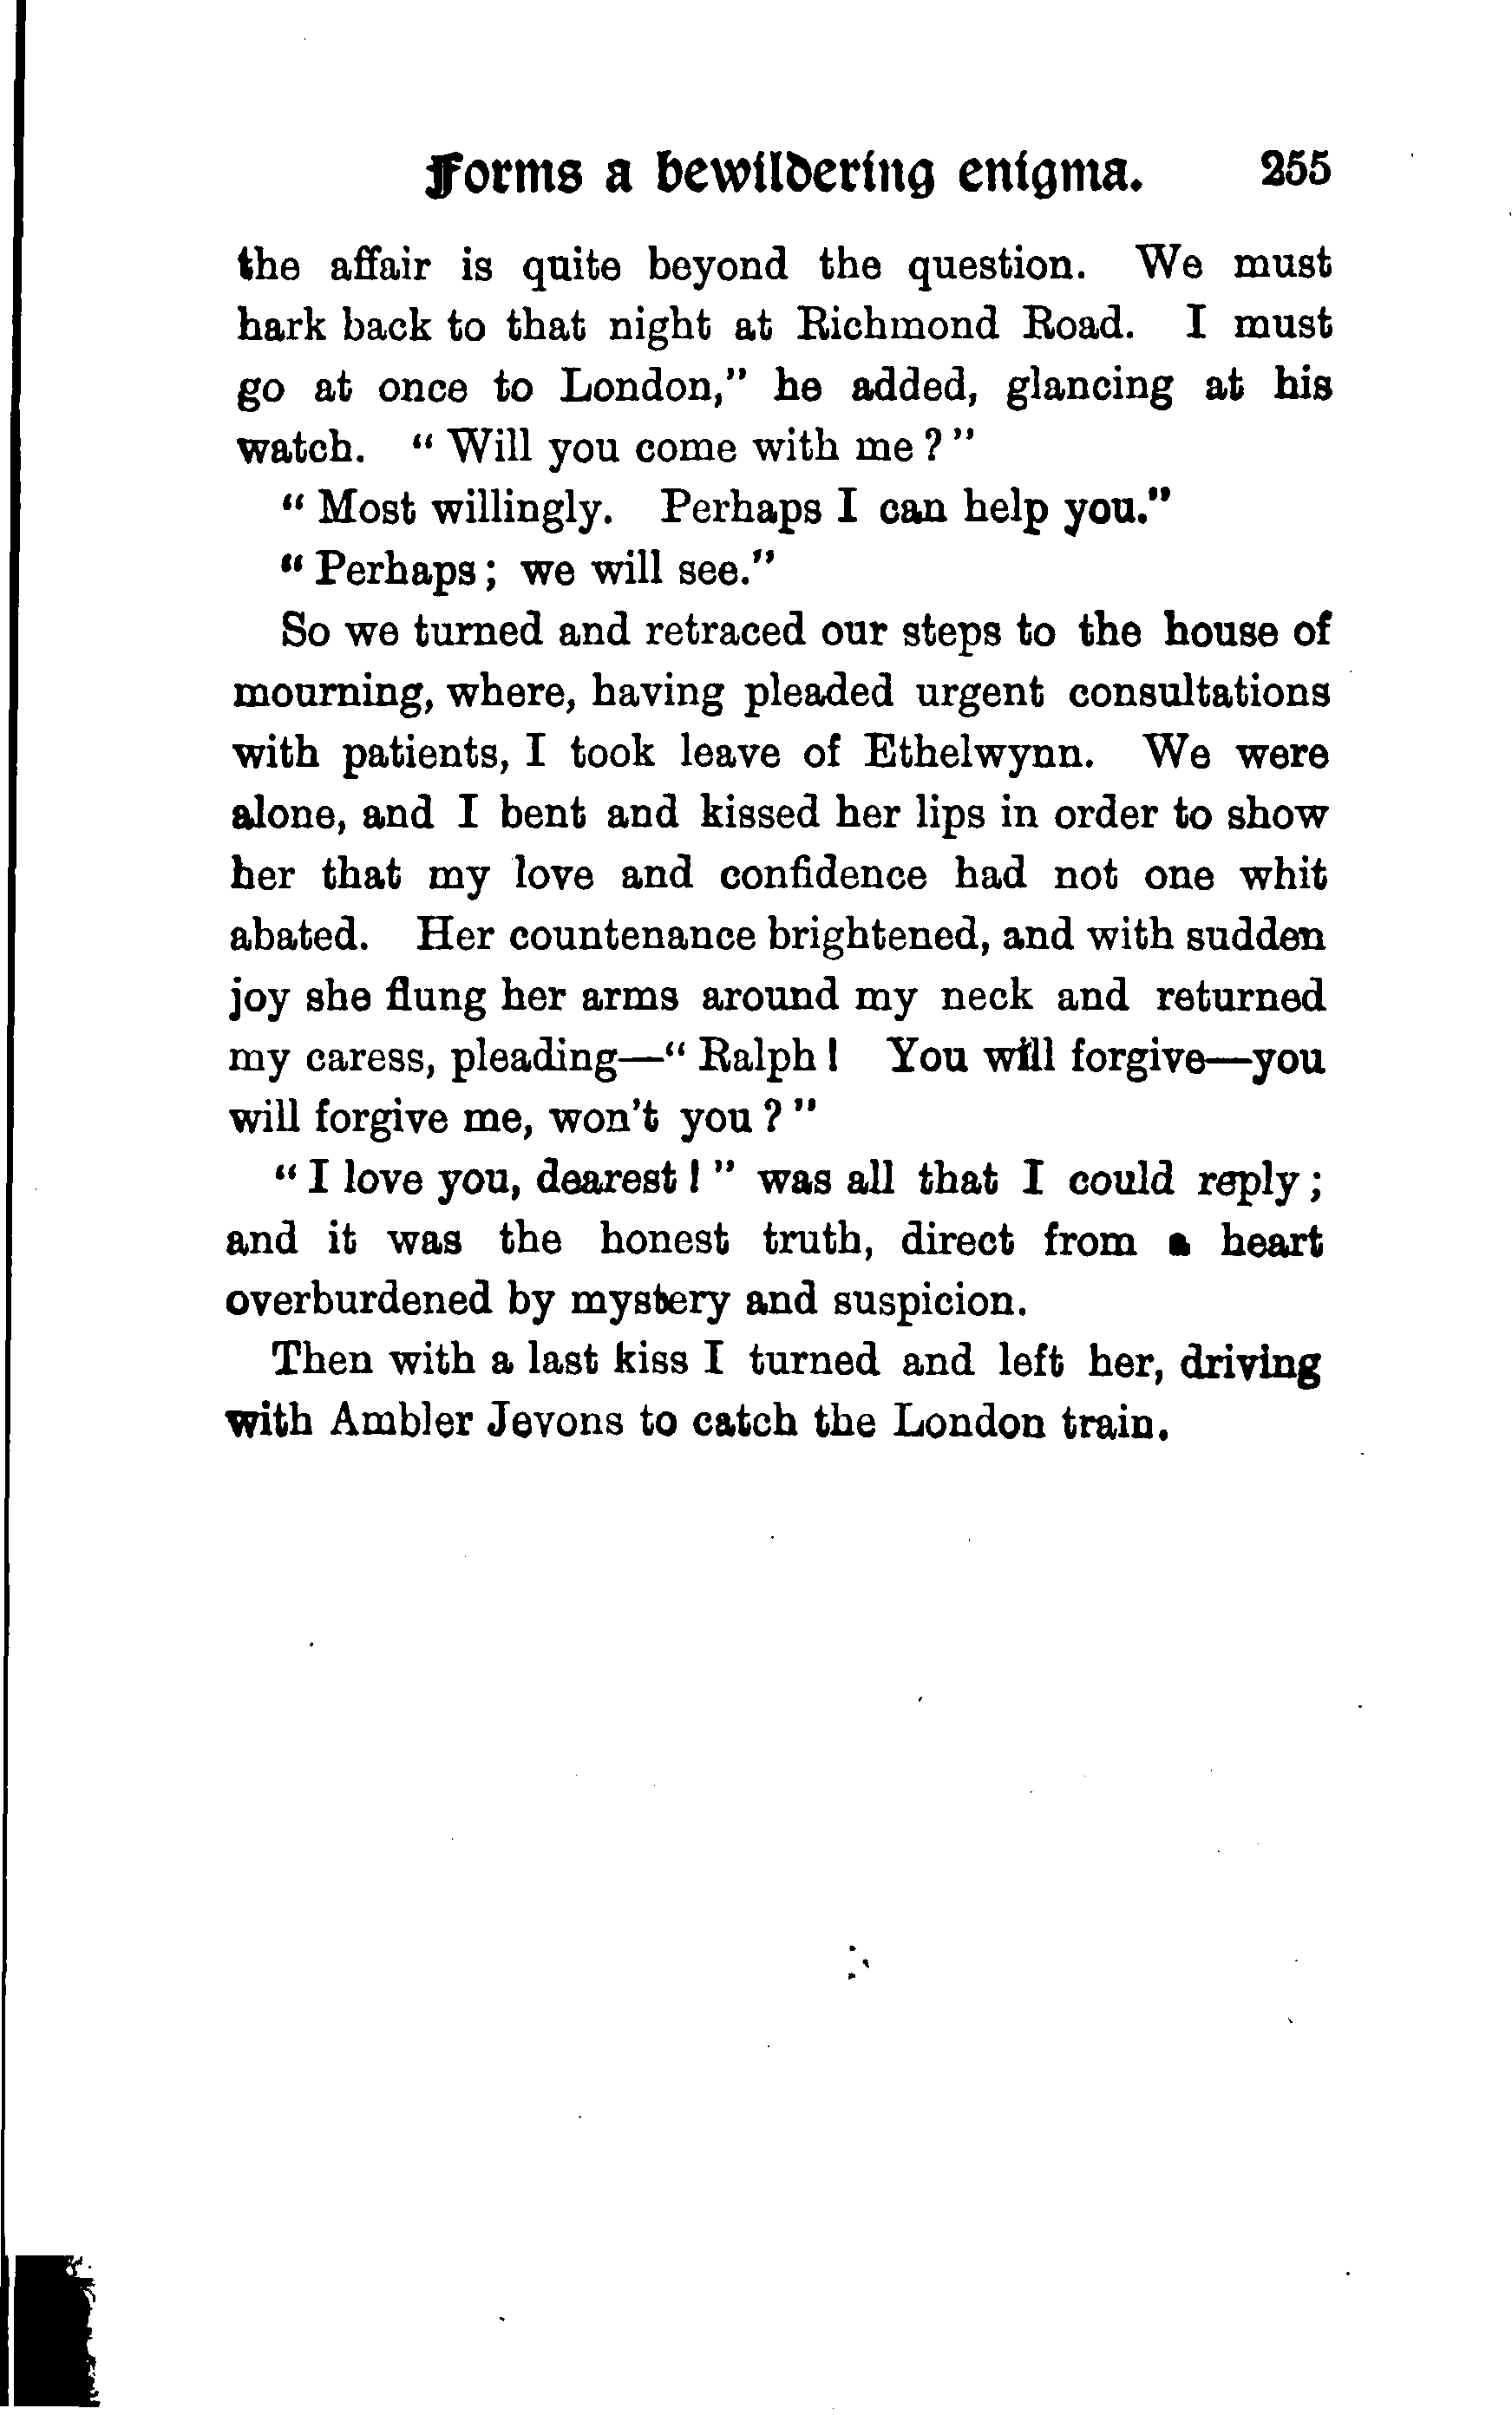 Forms a bewildering enigma. 255
the affair is quite beyond the question. We must
hark back to that night at Richmond Road. I must
go at once to London," he added, glancing at his
watch. "Will you come with me?"
"Most willingly. Perhaps I can help you."
"Perhaps; we will see."
So we turned and retraced our steps to the house of
mourning, where, having pleaded urgent consultations
with patients, I took leave of Ethelwynn. We were
alone, and I bent and kissed her lips in order to show
her that my love and confidence had not one whit
abated. Her countenance brightened, and with sudden
joy she flung her arms around my neck and returned
my caress, pleading—"Ralph! You will forgive—you
will forgive me, won't you?"
"I love you, dearest!" was all that I could reply;
and it was the honest truth, direct from a heart
overburdened by mystery and suspicion.
Then with a last kiss I turned and left her, driving
with Ambler Jevons to catch the London train.